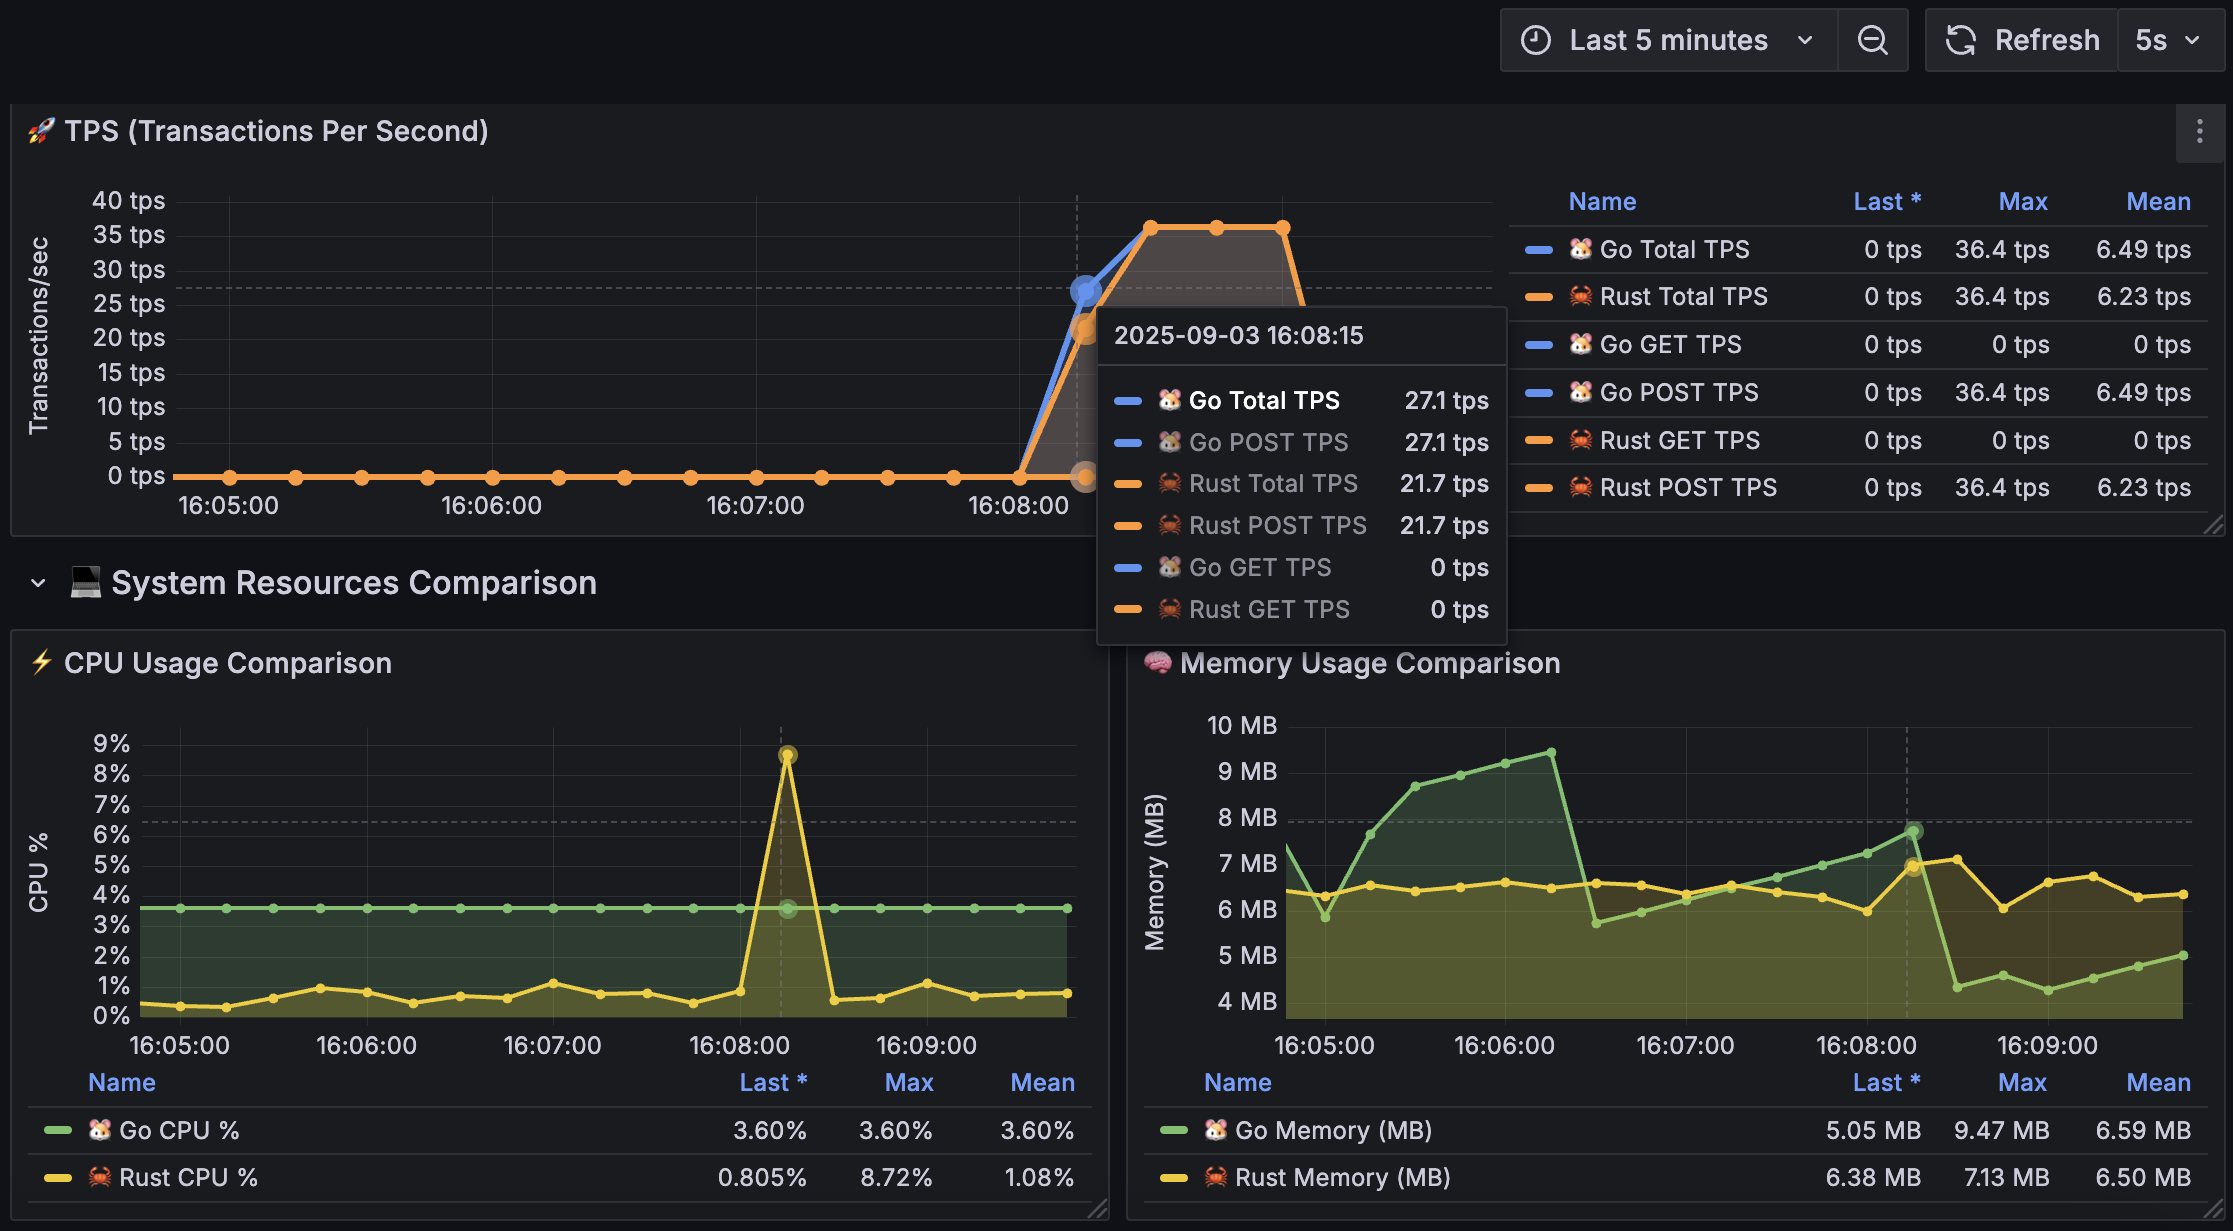 Last 5 minutes
Refresh
5s
🚀 TPS (Transactions Per Second)
Transactions/sec
40 tps
35 tps
30 tps
25 tps
20 tps
15 tps
10 tps
5 tps
0 tps
16:05:00 16:06:00 16:07:00 16:08:00
Name Last * Max Mean
🐹 Go Total TPS 0 tps 36.4 tps 6.49 tps
🦀 Rust Total TPS 0 tps 36.4 tps 6.23 tps
🐹 Go GET TPS 0 tps 0 tps 0 tps
🐹 Go POST TPS 0 tps 36.4 tps 6.49 tps
🦀 Rust GET TPS 0 tps 0 tps 0 tps
🦀 Rust POST TPS 0 tps 36.4 tps 6.23 tps
2025-09-03 16:08:15
🐹 Go Total TPS 27.1 tps
🐹 Go POST TPS 27.1 tps
🦀 Rust Total TPS 21.7 tps
🦀 Rust POST TPS 21.7 tps
🐹 Go GET TPS 0 tps
🦀 Rust GET TPS 0 tps
💻 System Resources Comparison
⚡ CPU Usage Comparison
CPU %
9%
8%
7%
6%
5%
4%
3%
2%
1%
0%
16:05:00 16:06:00 16:07:00 16:08:00 16:09:00
Name Last * Max Mean
🐹 Go CPU % 3.60% 3.60% 3.60%
🦀 Rust CPU % 0.805% 8.72% 1.08%
🧠 Memory Usage Comparison
Memory (MB)
10 MB
9 MB
8 MB
7 MB
6 MB
5 MB
4 MB
16:05:00 16:06:00 16:07:00 16:08:00 16:09:00
Name Last * Max Mean
🐹 Go Memory (MB) 5.05 MB 9.47 MB 6.59 MB
🦀 Rust Memory (MB) 6.38 MB 7.13 MB 6.50 MB